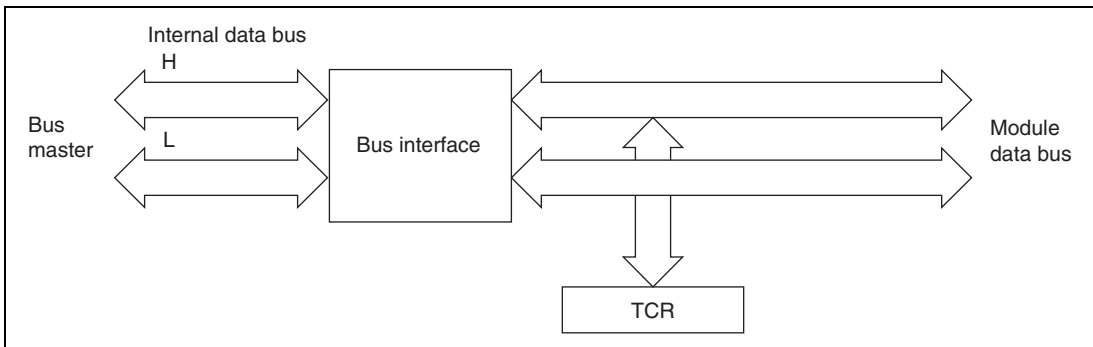 Internal data bus
H
Bus
master
L
Bus interface
Module
data bus
TCR